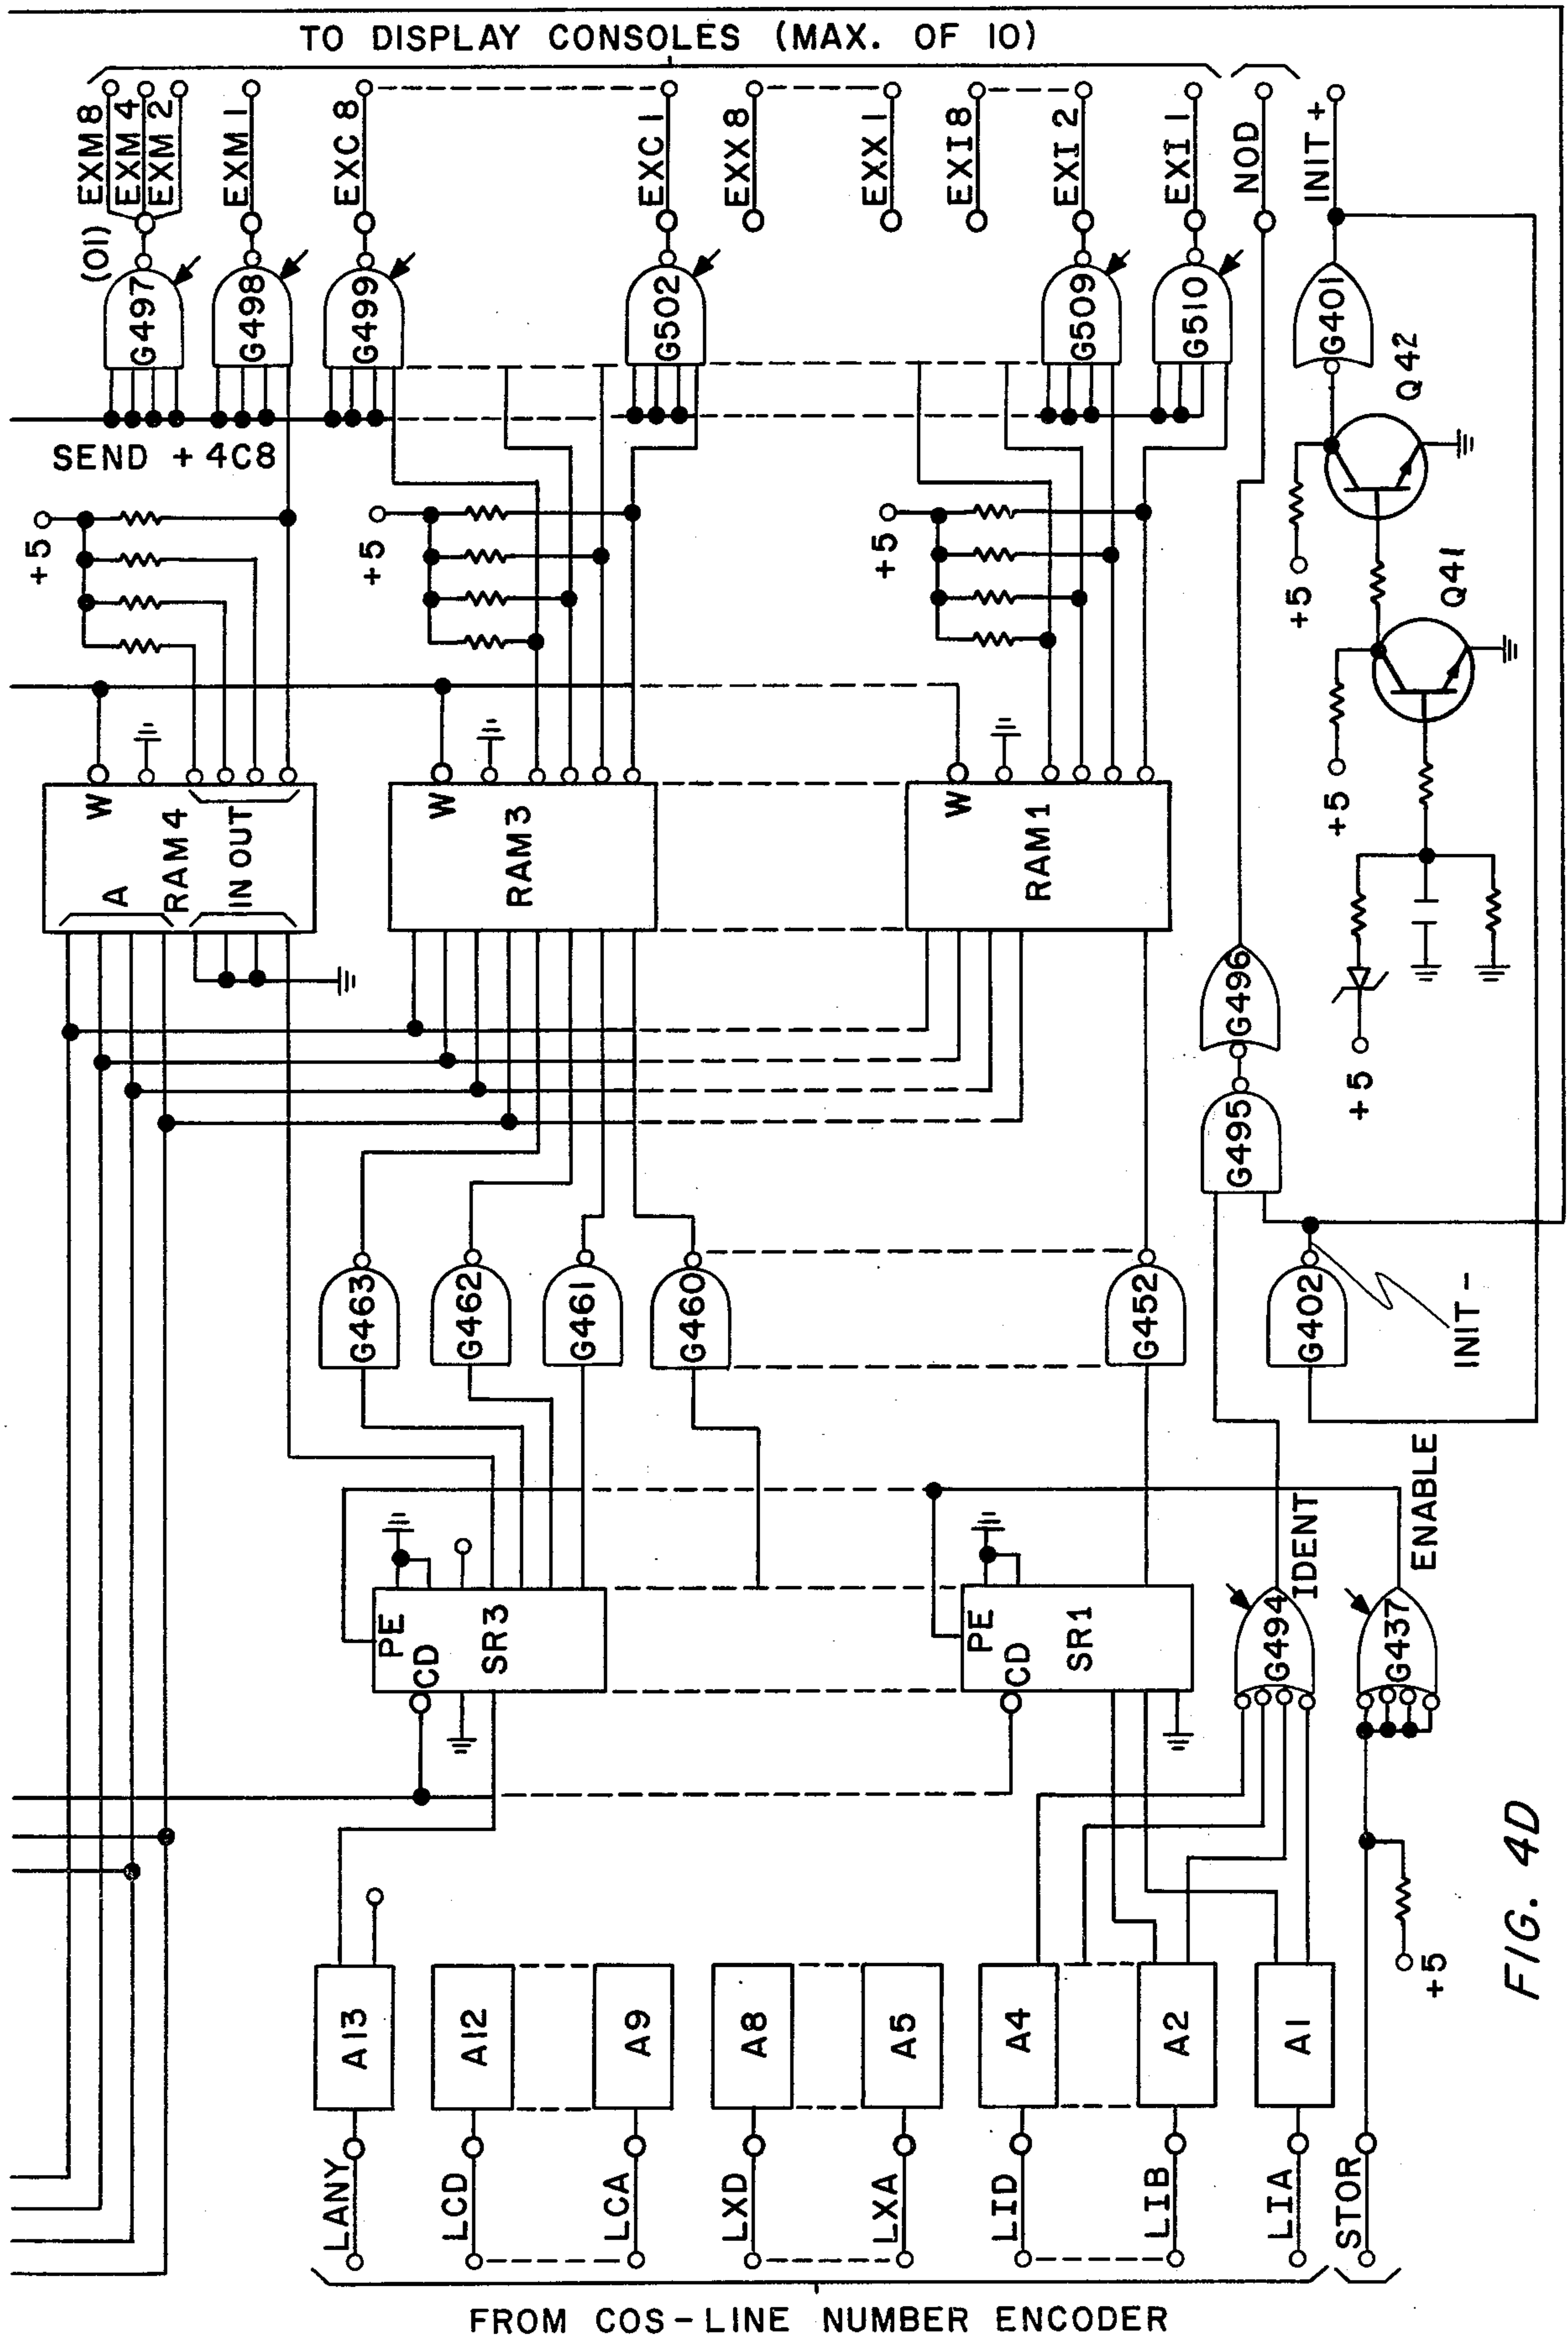 TO DISPLAY CONSOLES (MAX. OF 10)
EXM8
EXM4
EXM2
EXM1
EXC8
EXC1
EXX8
EXX1
EXI8
EXI2
EXI1
NOD
INIT +
(01)
G497
G498
G499
G502
G509
G510
G401
SEND + 4C8
Q42
+5
+5
+5
+5
Q41
+5
W
A
RAM4
IN OUT
W
RAM3
W
RAM1
G496
+5
G495
G463
G462
G461
G460
G452
G402
INIT -
PE
CD
SR3
PE
CD
SR1
G494
IDENT
G437
ENABLE
A13
A12
A9
A8
A5
A4
A2
A1
+5
LANY
LCD
LCA
LXD
LXA
LID
LIB
LIA
STOR
FROM COS-LINE NUMBER ENCODER
FIG. 4D